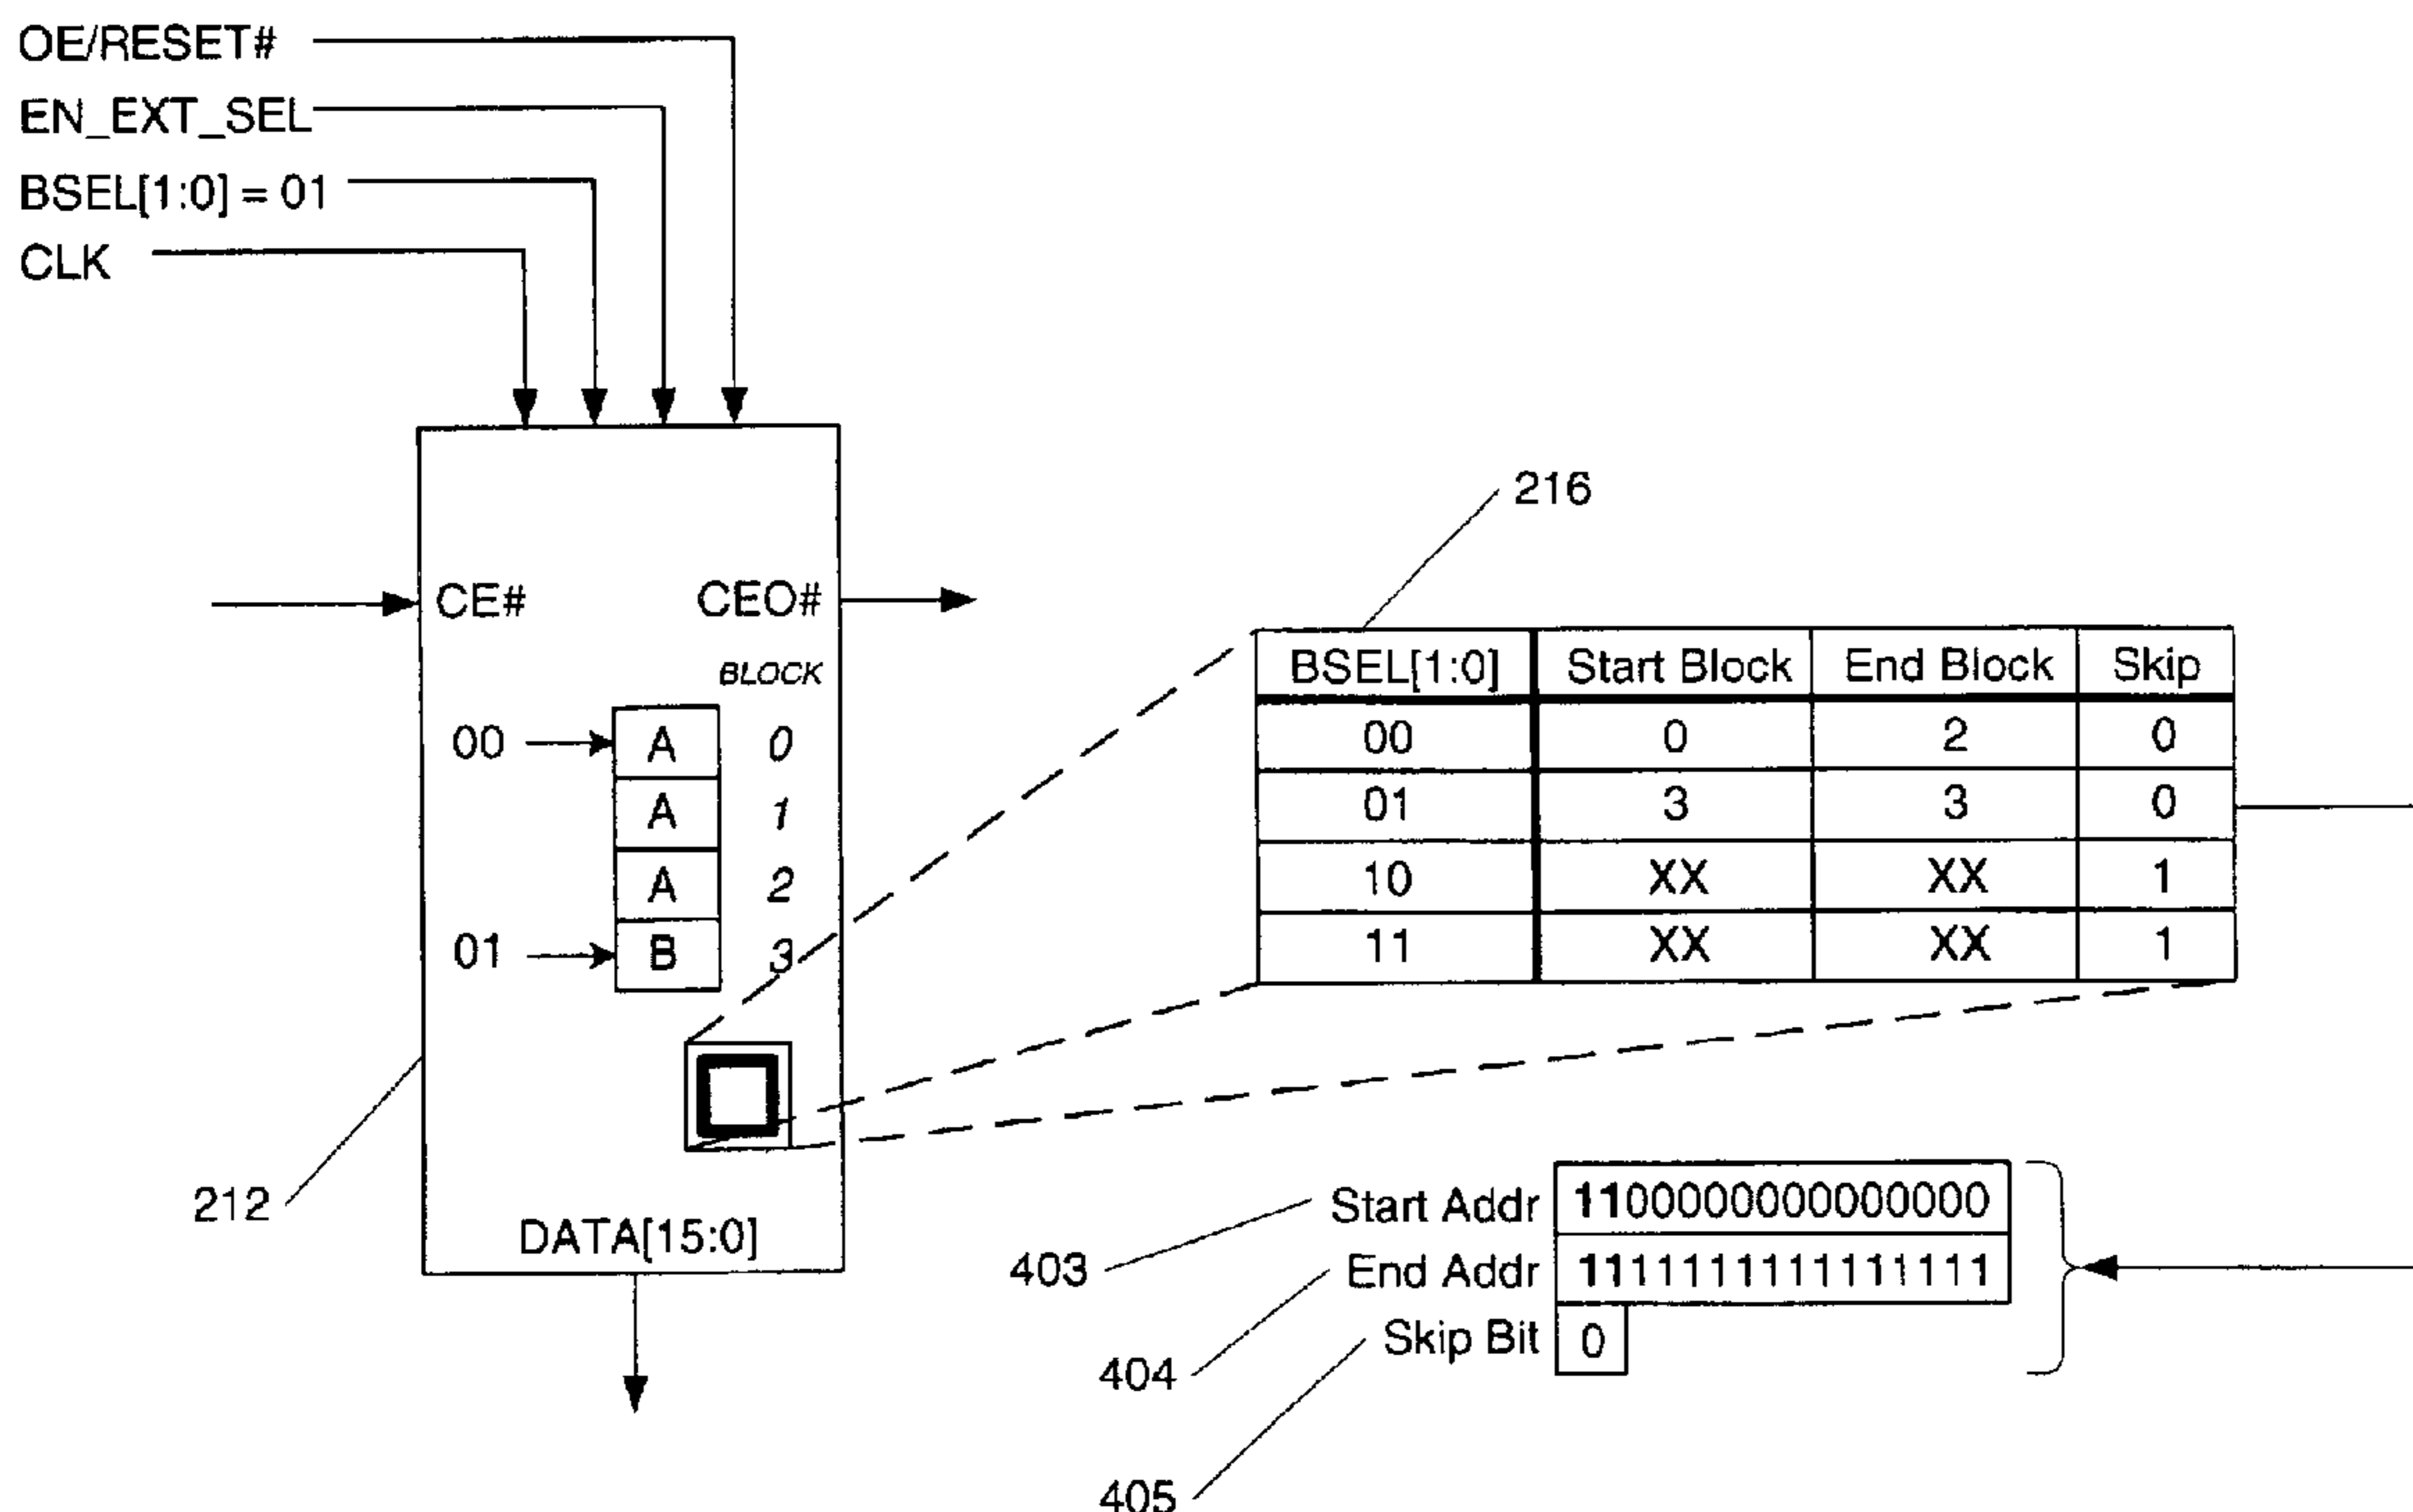 OE/RESET#
EN_EXT_SEL
BSEL[1:0] = 01
CLK
216
CE# CEO#
BLOCK
00 A 0
A 1
A 2
01 B 3
BSEL[1:0] Start Block End Block Skip
00 0 2 0
01 3 3 0
10 XX XX 1
11 XX XX 1
212
DATA[15:0]
403 Start Addr 1100000000000000
404 End Addr 1111111111111111
405 Skip Bit 0